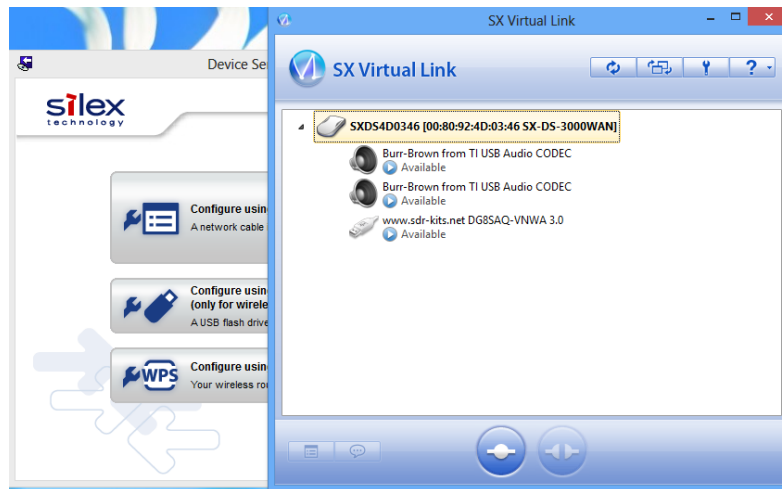 SX Virtual Link
Device Se
silex
technology
SX Virtual Link
?
SXDS4D0346 [00:80:92:4D:03:46 SX-DS-3000WAN]
Burr-Brown from TI USB Audio CODEC
Available
Burr-Brown from TI USB Audio CODEC
Available
www.sdr-kits.net DG8SAQ-VNWA 3.0
Available
Configure usin
A network cable
Configure usin
(only for wirele
A USB flash drive
WPS
Configure usin
Your wireless rou